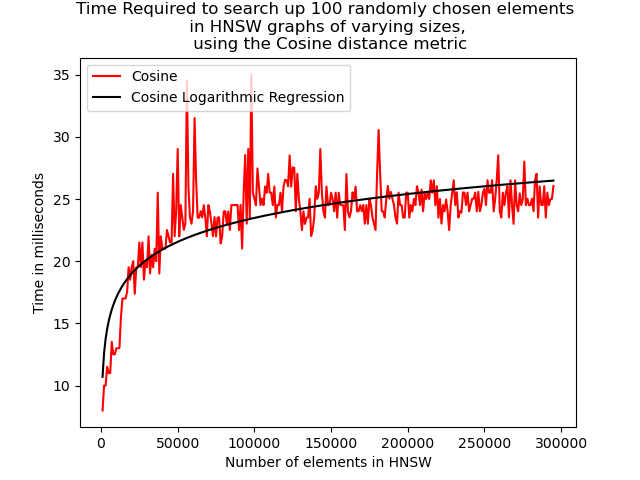 Time Required to search up 100 randomly chosen elements
in HNSW graphs of varying sizes,
using the Cosine distance metric
Cosine
Cosine Logarithmic Regression
35
30
25
20
15
10
Time in milliseconds
0 50000 100000 150000 200000 250000 300000
Number of elements in HNSW